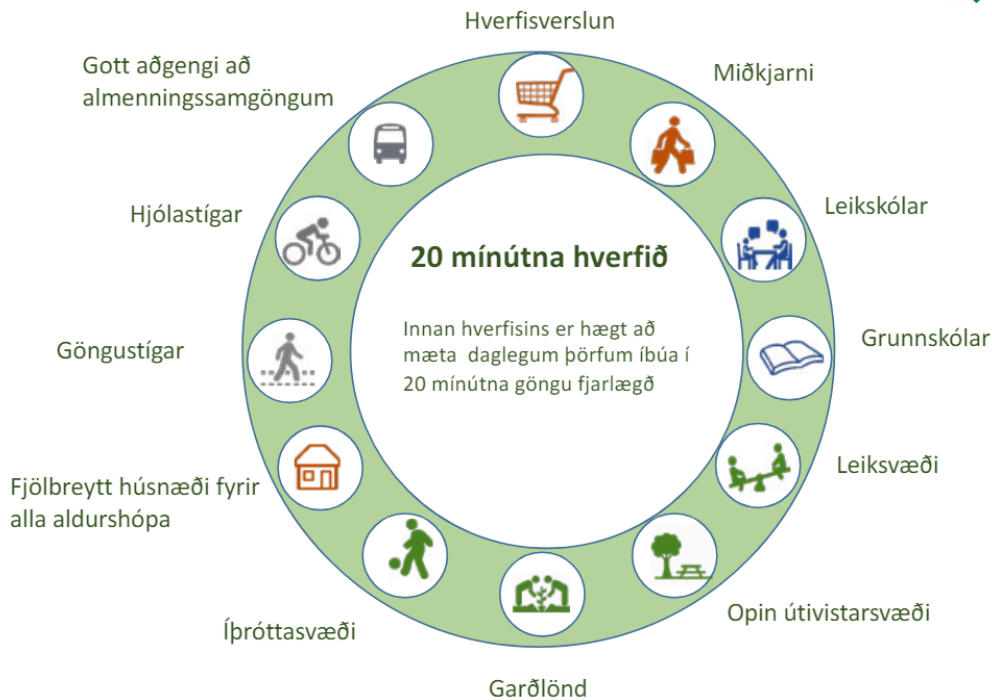 Hverfisverslun
Miðkjarni
Leikskólar
Grunnskólar
Leiksvæði
Opin útivistarsvæði
Garðlönd
Íþróttasvæði
Fjölbreytt húsnæði fyrir
alla aldurshópa
Göngustígar
Hjólastígar
Gott aðgengi að
almenningssamgöngum
20 mínútna hverfið
Innan hverfisins er hægt að
mæta daglegum þörfum íbúa í
20 mínútna göngu fjarlægð